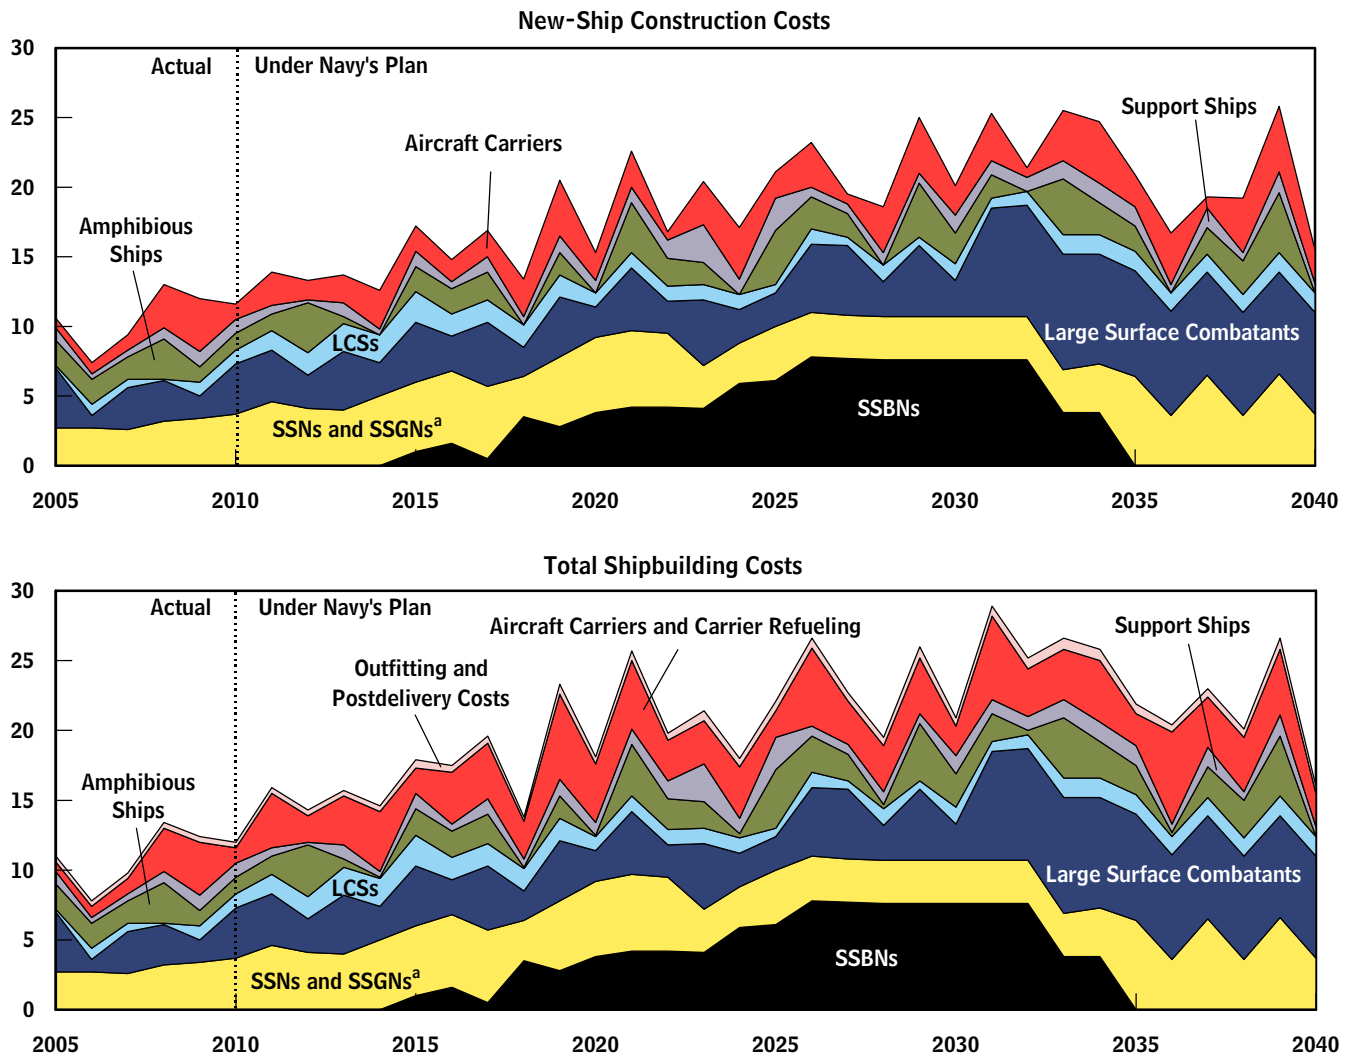 New-Ship Construction Costs
30
Actual
Under Navy's Plan
25
Support Ships
Aircraft Carriers
20
Amphibious
Ships
15
10
LCSs
Large Surface Combatants
5
SSNs and SSGNsa
SSBNs
0
2005
2010
2015
2020
2025
2030
2035
2040
Total Shipbuilding Costs
30
Actual
Under Navy's Plan
Aircraft Carriers and Carrier Refueling
Support Ships
25
Outfitting and
Postdelivery Costs
20
Amphibious
Ships
15
10
LCSs
Large Surface Combatants
5
SSNs and SSGNsa
SSBNs
0
2005
2010
2015
2020
2025
2030
2035
2040